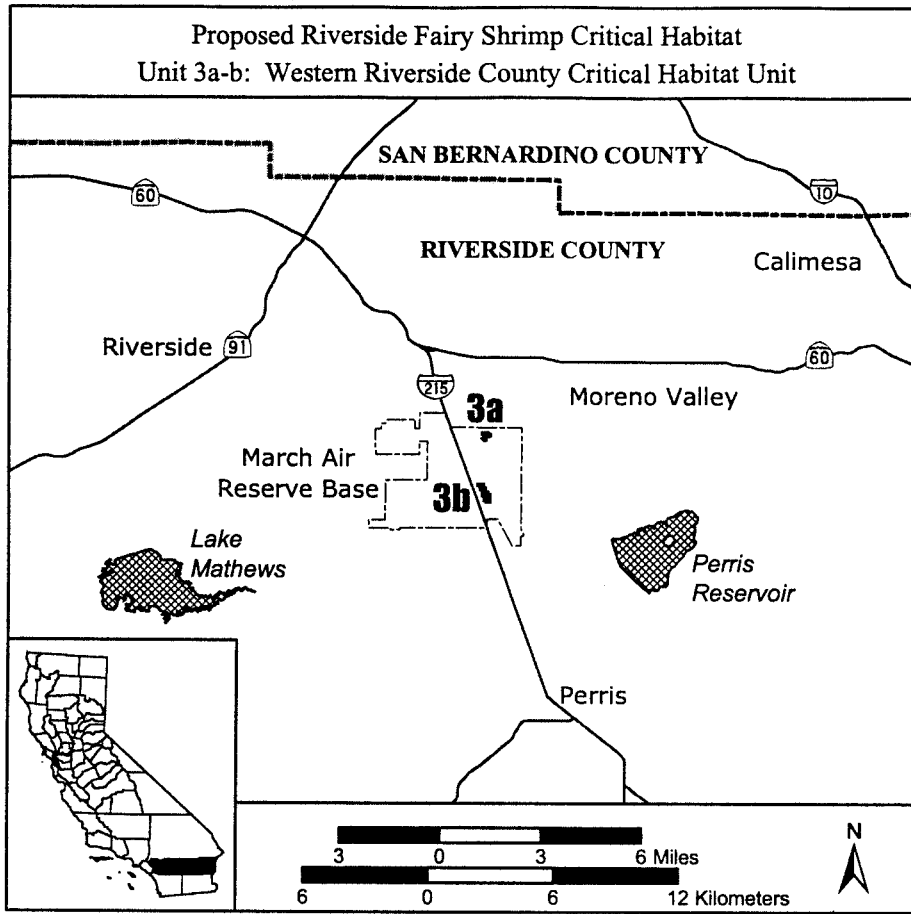 Proposed Riverside Fairy Shrimp Critical Habitat
Unit 3a-b: Western Riverside County Critical Habitat Unit
SAN BERNARDINO COUNTY
60
10
RIVERSIDE COUNTY
Calimesa
Riverside
91
60
215
3a
Moreno Valley
March Air
Reserve Base
3b
Lake
Mathews
Perris
Reservoir
Perris
3 0 3 6 Miles
6 0 6 12 Kilometers
N